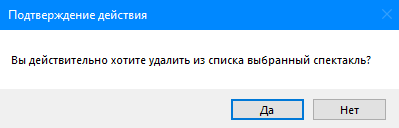 Подтверждение действия
Вы действительно хотите удалить из списка выбранный спектакль?
Да
Нет